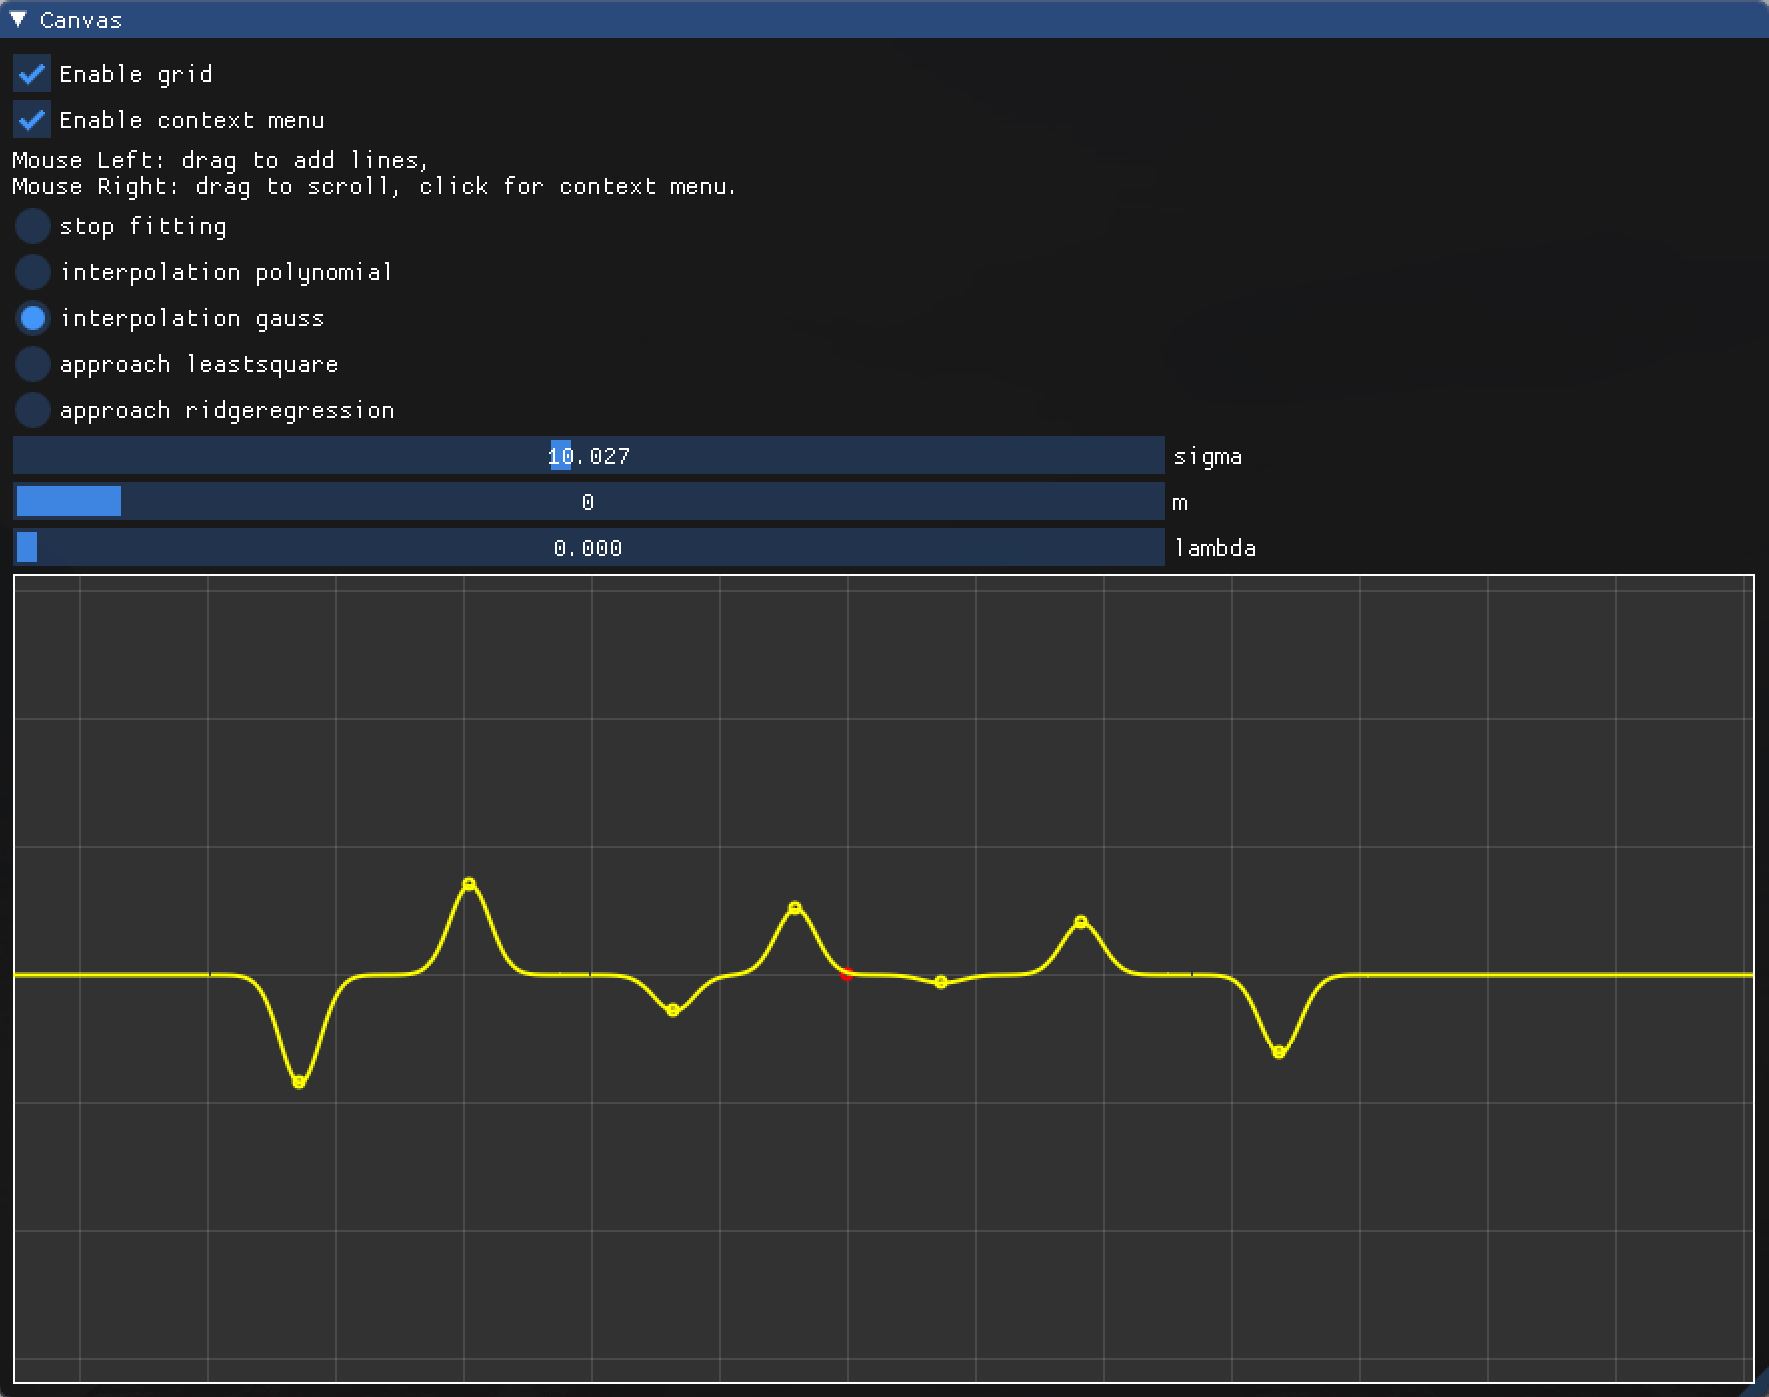 Canvas
Enable grid
Enable context menu
Mouse Left: drag to add lines,
Mouse Right: drag to scroll, click for context menu.
stop fitting
interpolation polynomial
interpolation gauss
approach leastsquare
approach ridgeregression
10.027 sigma
0 m
0.000 lambda